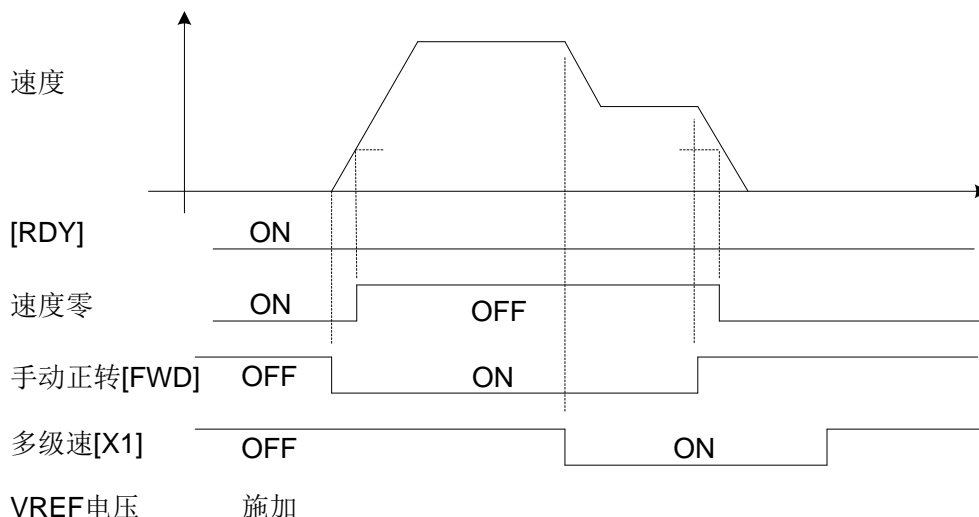 速度
[RDY] ON
速度零 ON OFF
手动正转[FWD] OFF ON
多级速[X1] OFF ON
VREF电压 施加